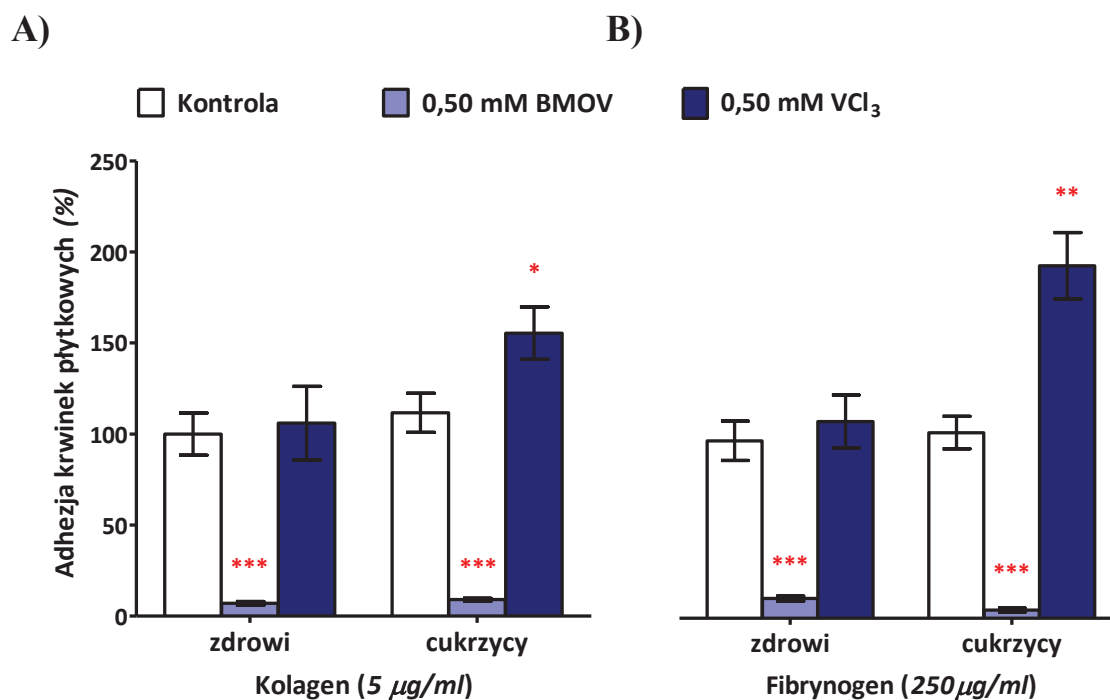 A)
B)
Kontrola
0,50 mM BMOV
0,50 mM VCl₃
Adhezja krwinek płytkowych (%)
250
200
150
100
50
0
***
***
*
***
***
**
zdrowi
cukrzycy
zdrowi
cukrzycy
Kolagen (5 µg/ml)
Fibrynogen (250µg/ml)